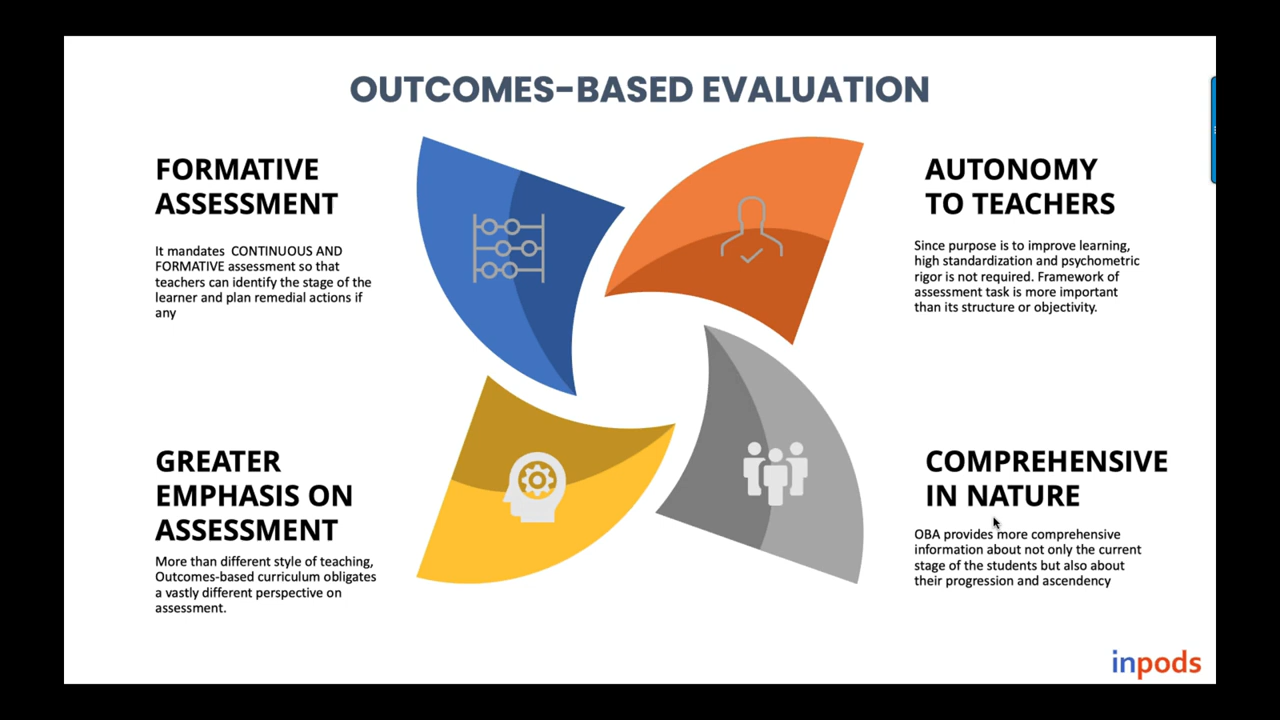 OUTCOMES-BASED EVALUATION
FORMATIVE
ASSESSMENT
It mandates  CONTINUOUS AND
FORMATIVE assessment so that
teachers can identify the stage of the
learner and plan remedial actions if
any
AUTONOMY
TO TEACHERS
Since purpose is to improve learning,
high standardization and psychometric
rigor is not required. Framework of
assessment task is more important
than its structure or objectivity.
GREATER
EMPHASIS ON
ASSESSMENT
More than different style of teaching,
Outcomes-based curriculum obligates
a vastly different perspective on
assessment.
COMPREHENSIVE
IN NATURE
OBA provides more comprehensive
information about not only the current
stage of the students but also about
their progression and ascendency
inpods